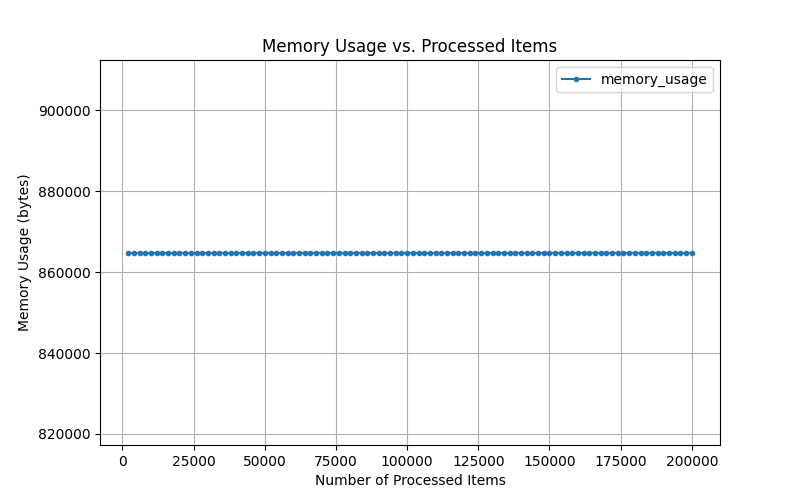 Memory Usage vs. Processed Items
memory_usage
900000
880000
860000
840000
820000
Memory Usage (bytes)
0 25000 50000 75000 100000 125000 150000 175000 200000
Number of Processed Items